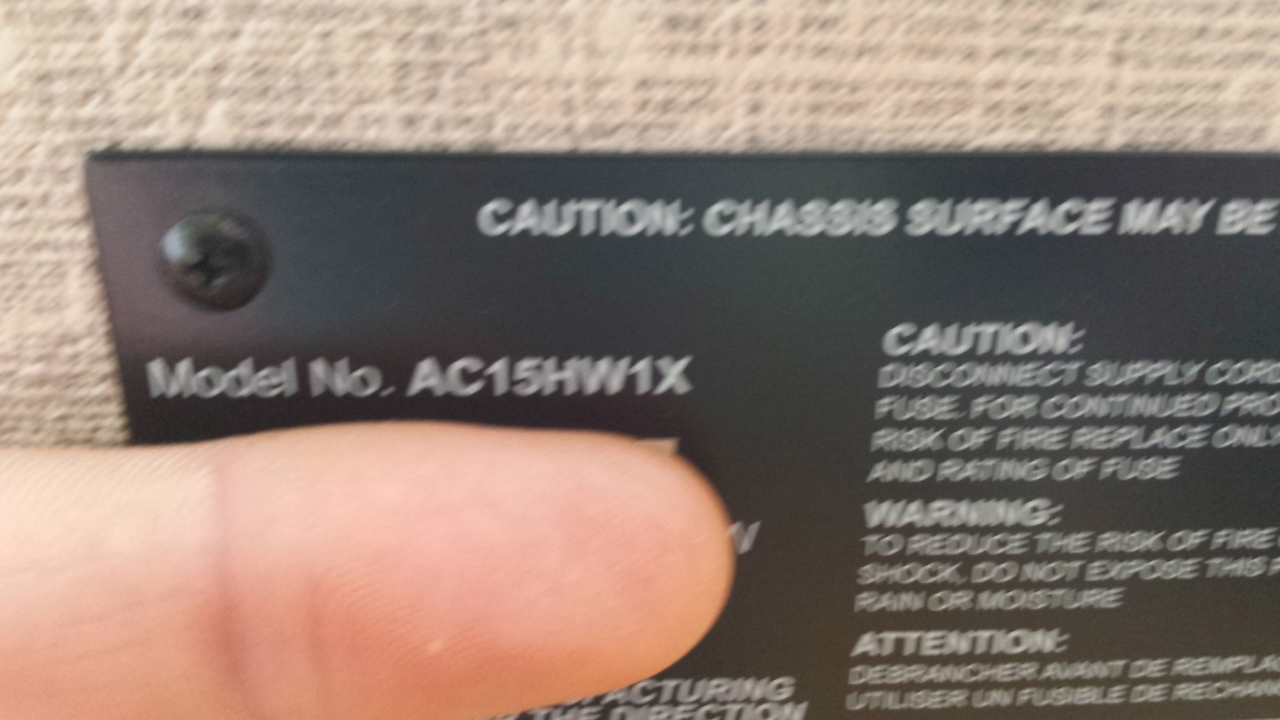 CAUTION: CHASSIS SURFACE MAY BE
Model No. AC15HW1X
CAUTION:
DISCONNECT SUPPLY CORD
FUSE. FOR CONTINUED
RISK OF FIRE REPLACE ONLY
AND RATING OF FUSE
WARNING:
TO REDUCE THE RISK OF FIRE
SHOCK, DO NOT EXPOSE THIS
RAIN OR MOISTURE
ATTENTION:
DEBRANCHER AVANT DE
UTILISER UN FUSIBLE DE
THE DIRECTION